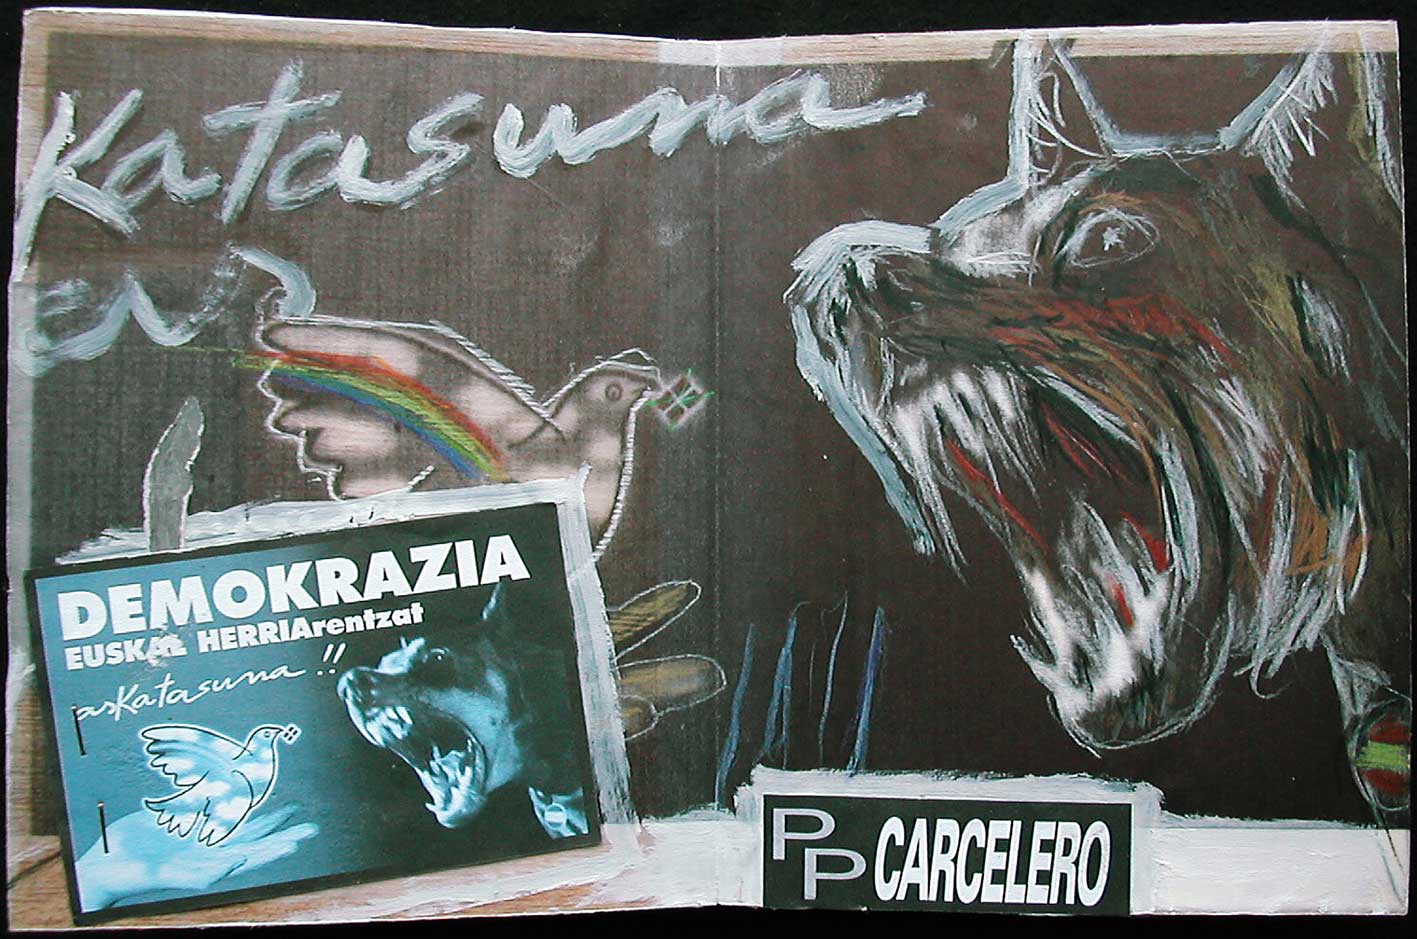 Katasuna
DEMOKRAZIA
EUSKAL HERRIArentzat
asKatasuna !!
PP CARCELERO